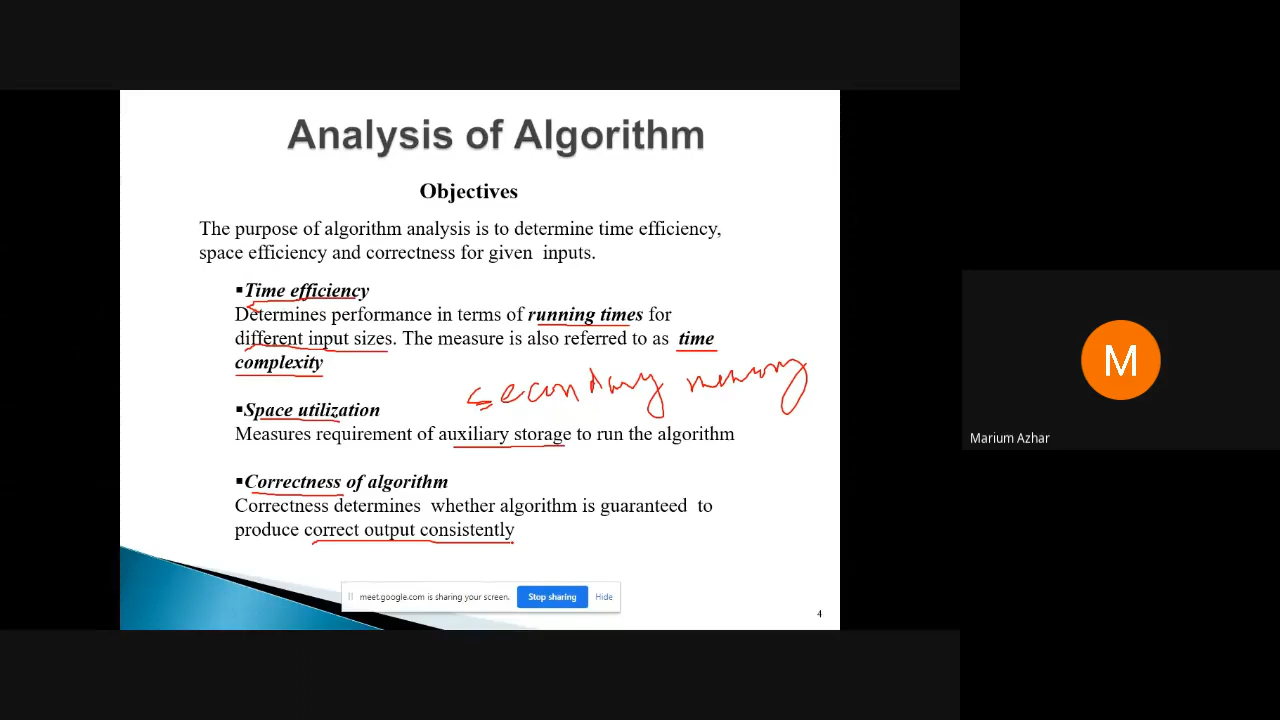 Analysis of Algorithm
Objectives
The purpose of algorithm analysis is to determine time efficiency,
space efficiency and correctness for given inputs.
▪Time efficiency
Determines performance in terms of running times for
different input sizes. The measure is also referred to as time
complexity
secondary memory
▪Space utilization
Measures requirement of auxiliary storage to run the algorithm
▪Correctness of algorithm
Correctness determines whether algorithm is guaranteed to
produce correct output consistently
meet.google.com is sharing your screen. Stop sharing Hide
4
M
Marium Azhar